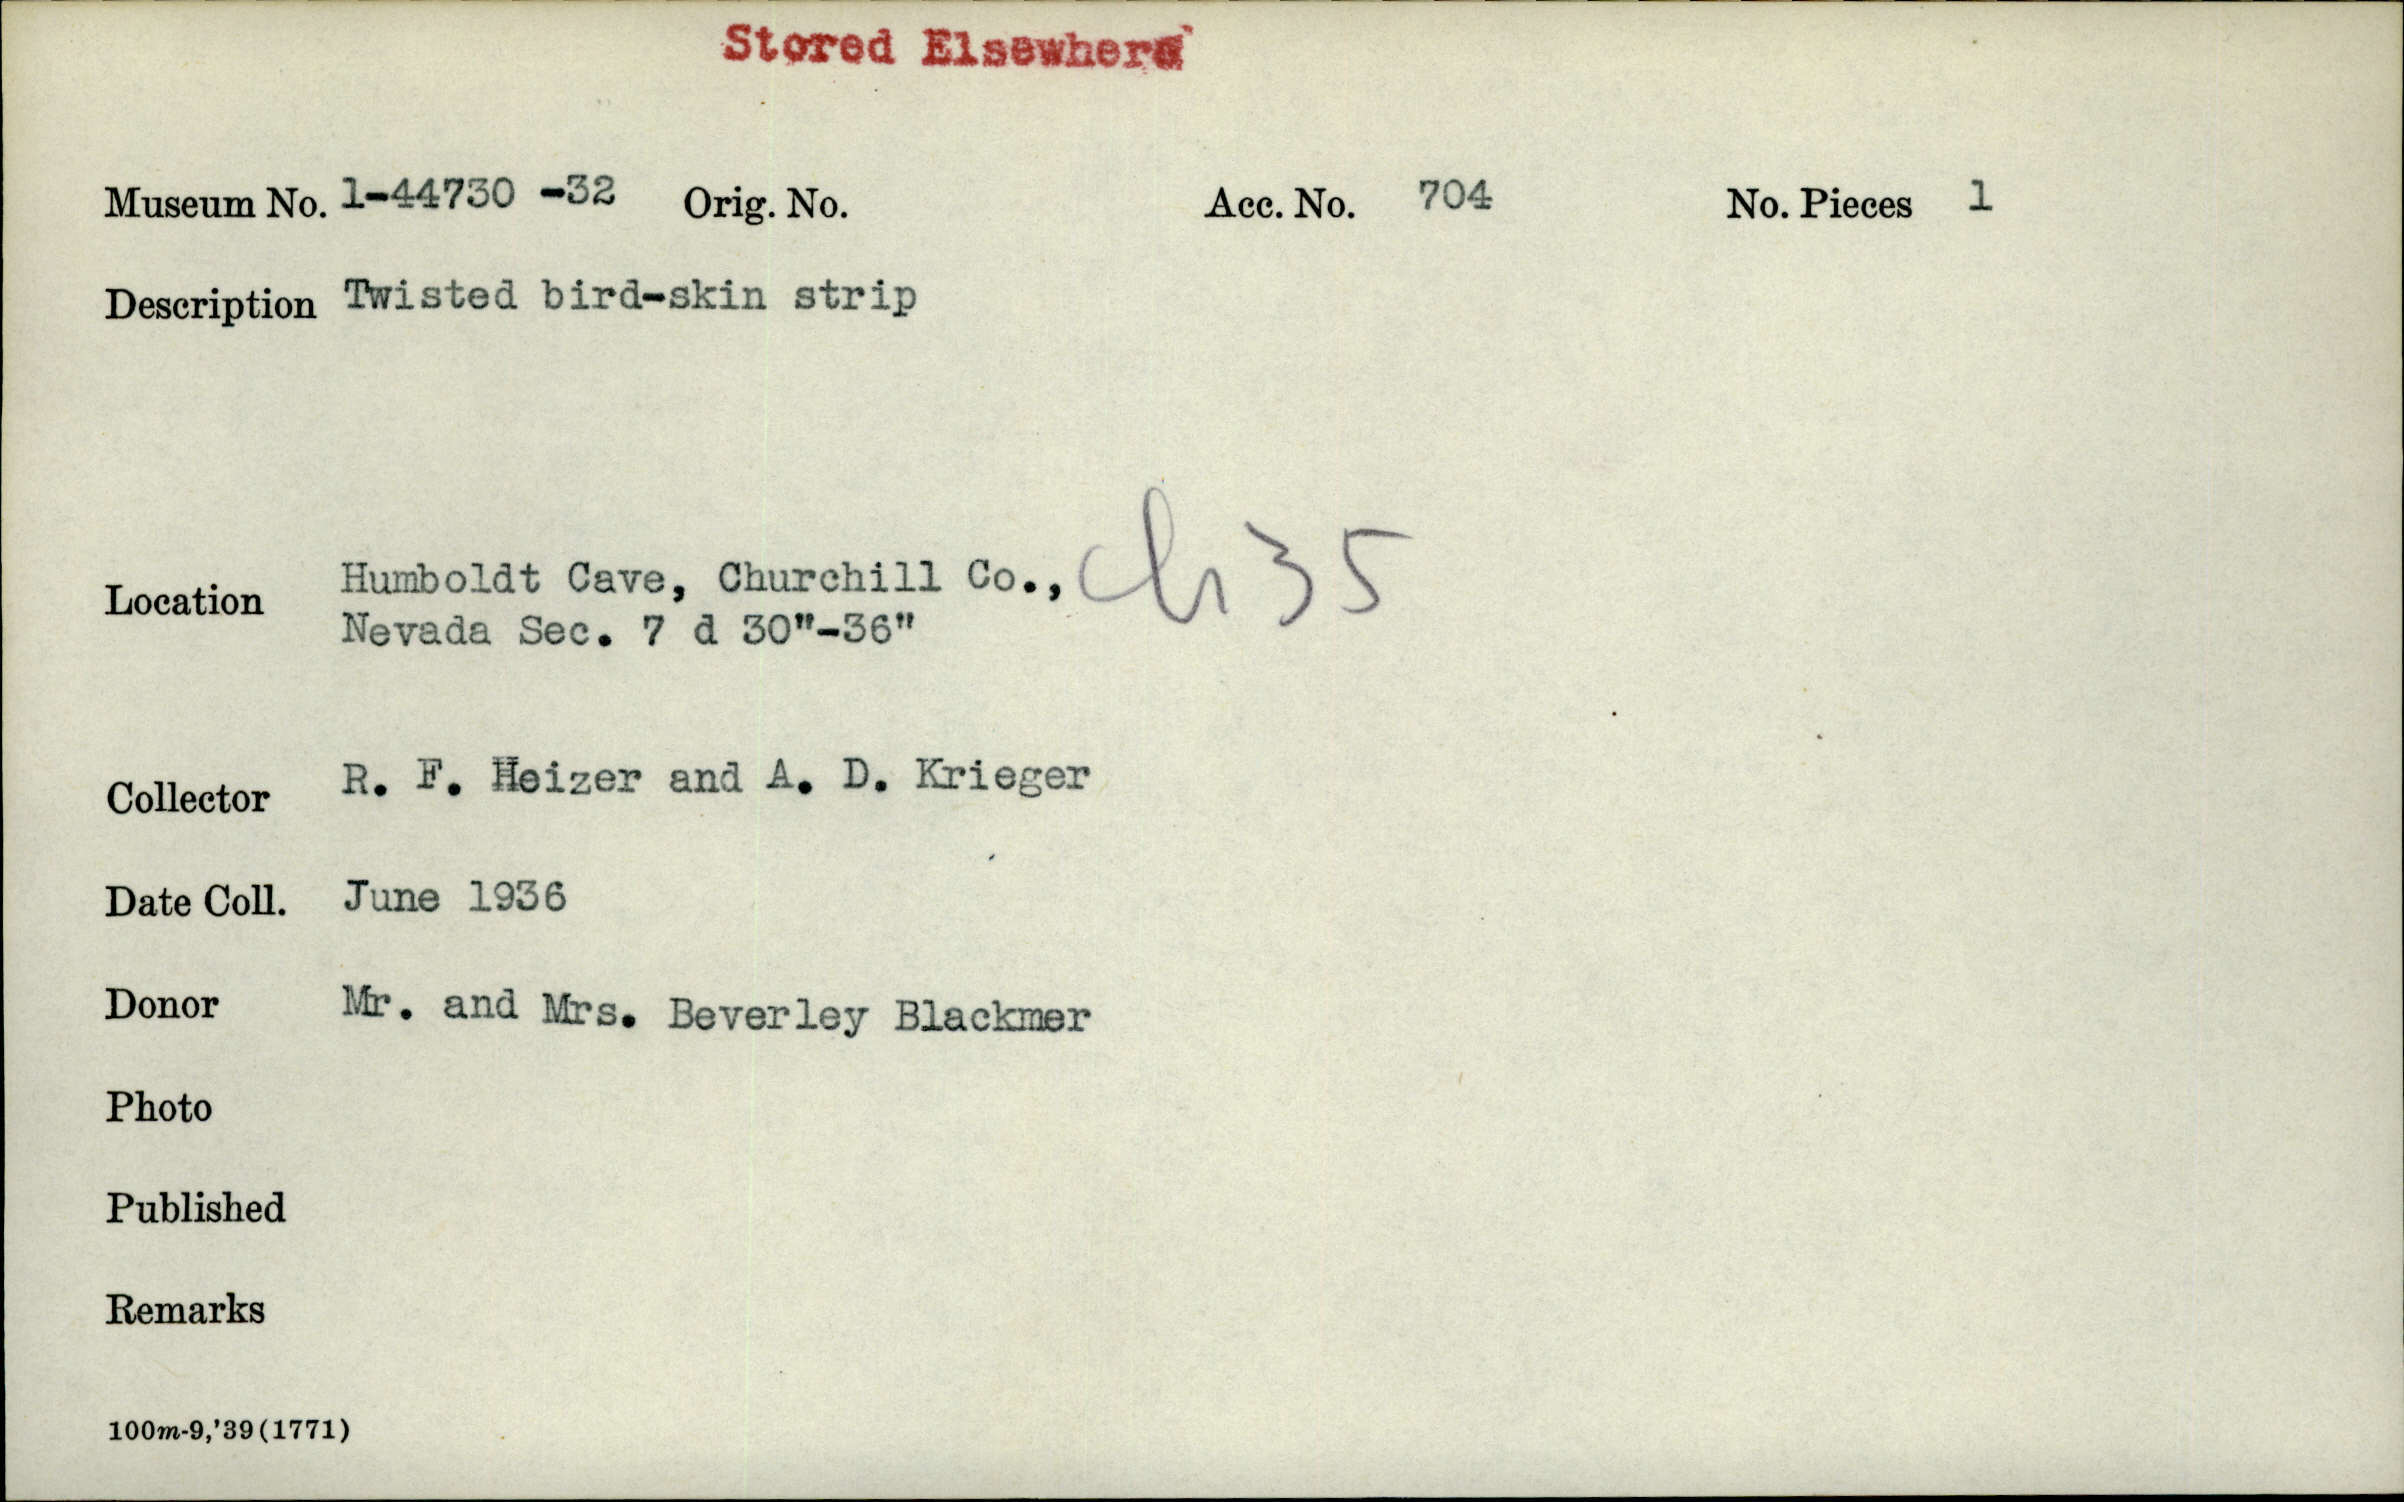 Stored Elsewhere
Museum No. 1-44730 -32 Orig. No. Acc. No. 704 No. Pieces 1
Description Twisted bird-skin strip
Location Humboldt Cave, Churchill Co., Ch 35
Nevada Sec. 7 d 30"-36"
Collector R. F. Heizer and A. D. Krieger
Date Coll. June 1936
Donor Mr. and Mrs. Beverley Blackmer
Photo
Published
Remarks
100m-9,'39(1771)